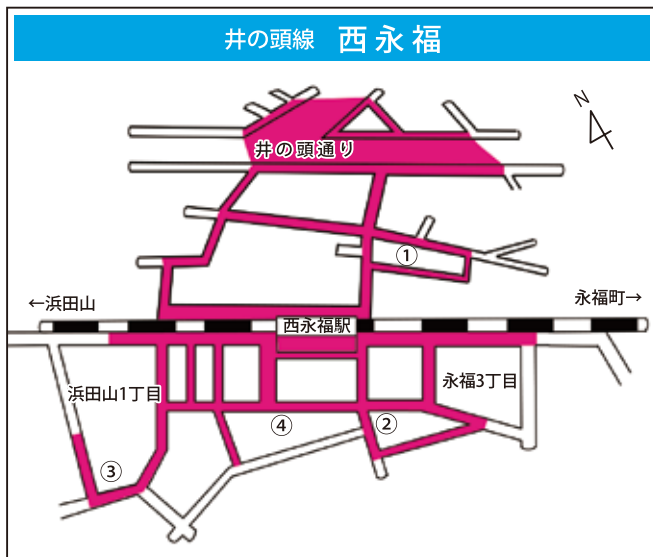 井の頭線 西永福
N
井の頭通り
①
←浜田山
永福町→
西永福駅
浜田山1丁目
永福3丁目
④
②
③